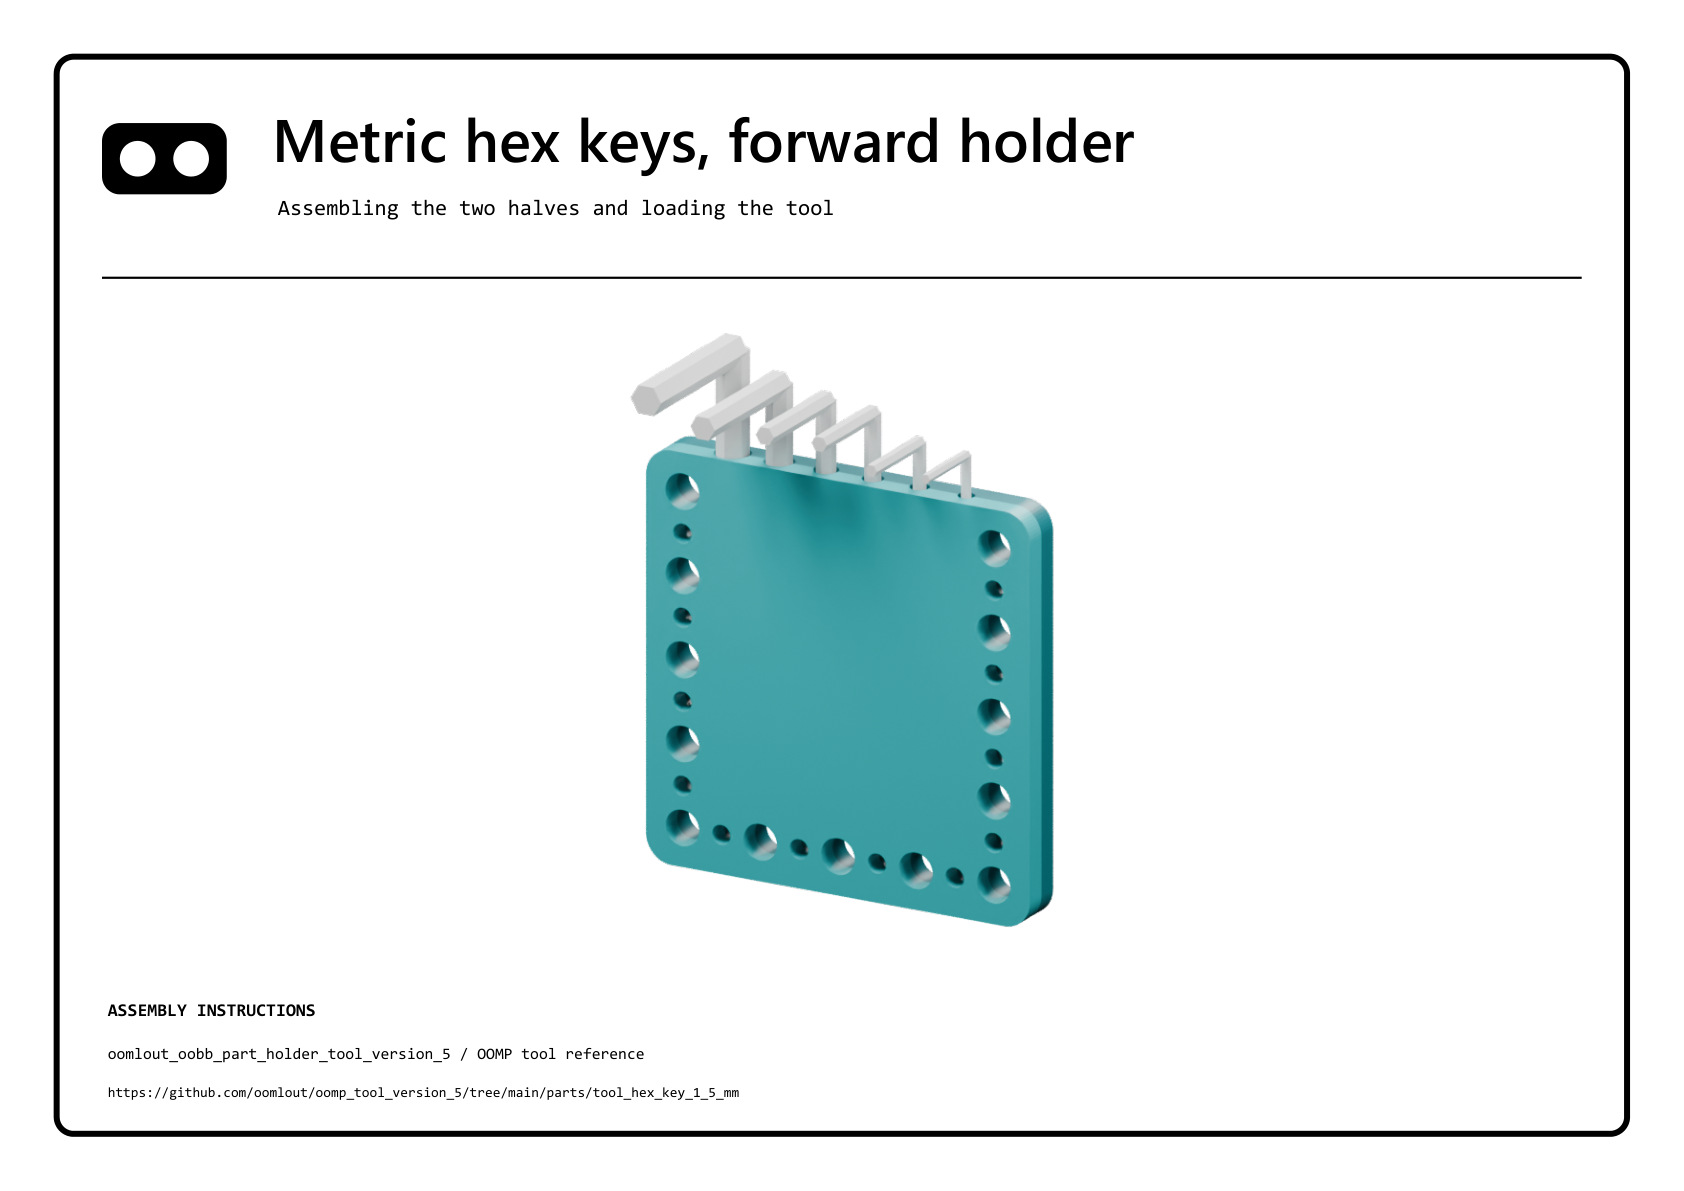 Metric hex keys, forward holder
Assembling the two halves and loading the tool
ASSEMBLY INSTRUCTIONS
oomlout_oobb_part_holder_tool_version_5 / OOMP tool reference
https://github.com/oomlout/oomp_tool_version_5/tree/main/parts/tool_hex_key_1_5_mm